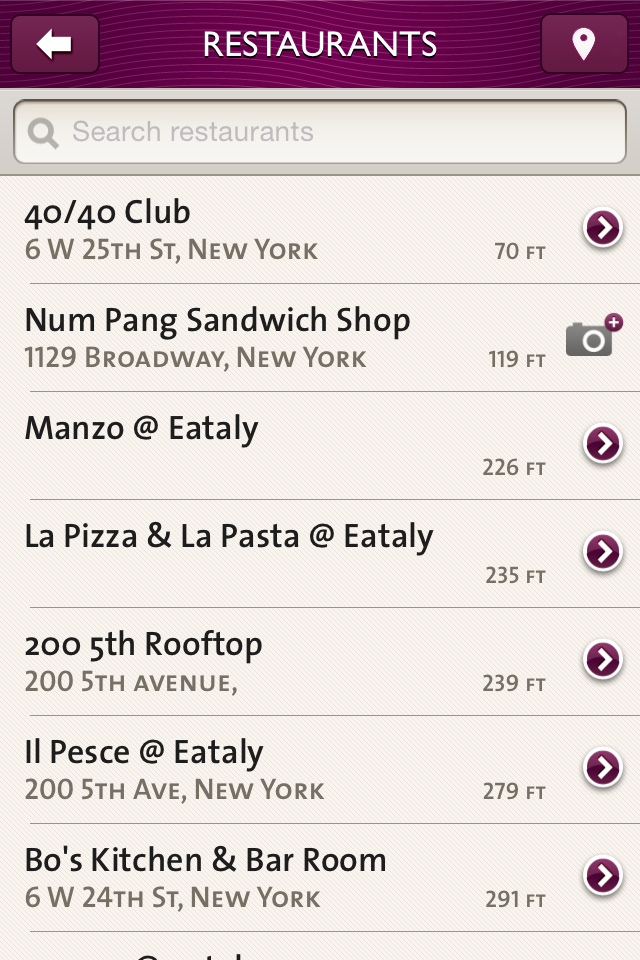 RESTAURANTS
Search restaurants
40/40 Club
6 W 25TH ST, NEW YORK
70 FT
Num Pang Sandwich Shop
1129 BROADWAY, NEW YORK
119 FT
Manzo @ Eataly
226 FT
La Pizza & La Pasta @ Eataly
235 FT
200 5th Rooftop
200 5TH AVENUE,
239 FT
Il Pesce @ Eataly
200 5TH AVE, NEW YORK
279 FT
Bo's Kitchen & Bar Room
6 W 24TH ST, NEW YORK
291 FT